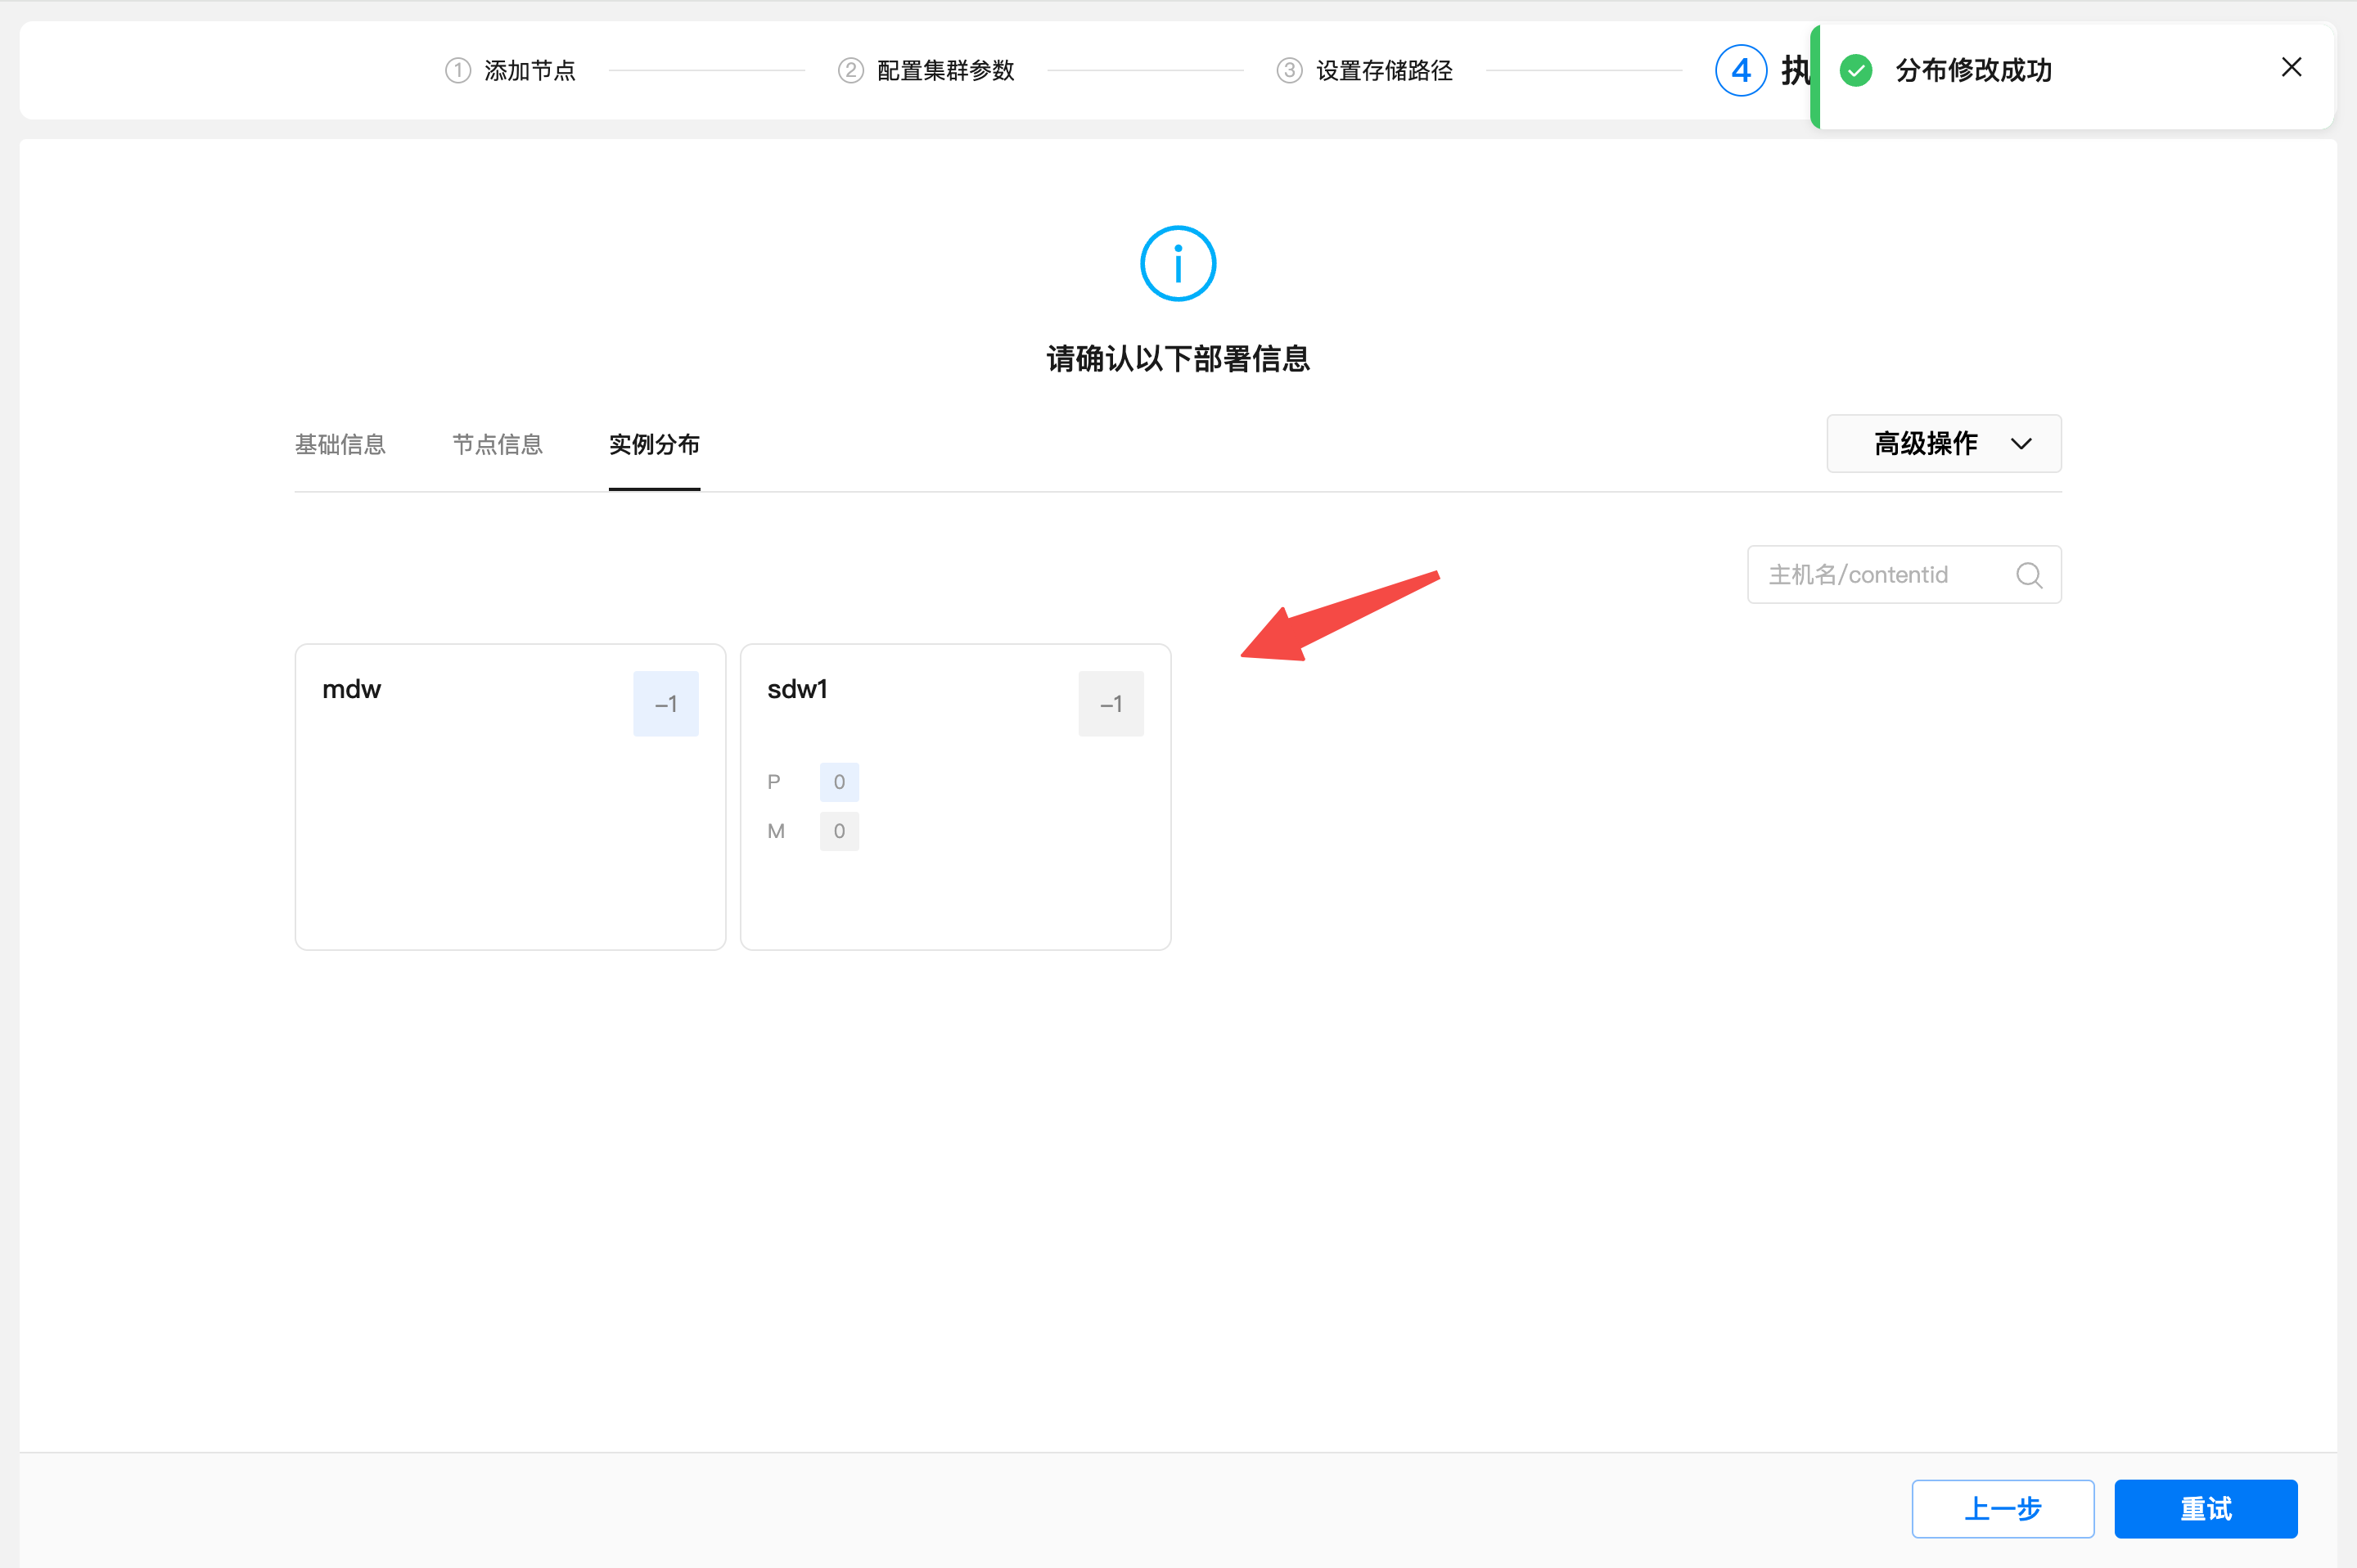 ① 添加节点
② 配置集群参数
③ 设置存储路径
④ 执
分布修改成功
请确认以下部署信息
基础信息
节点信息
实例分布
高级操作
主机名/contentid
mdw
-1
sdw1
-1
P 0
M 0
上一步
重试